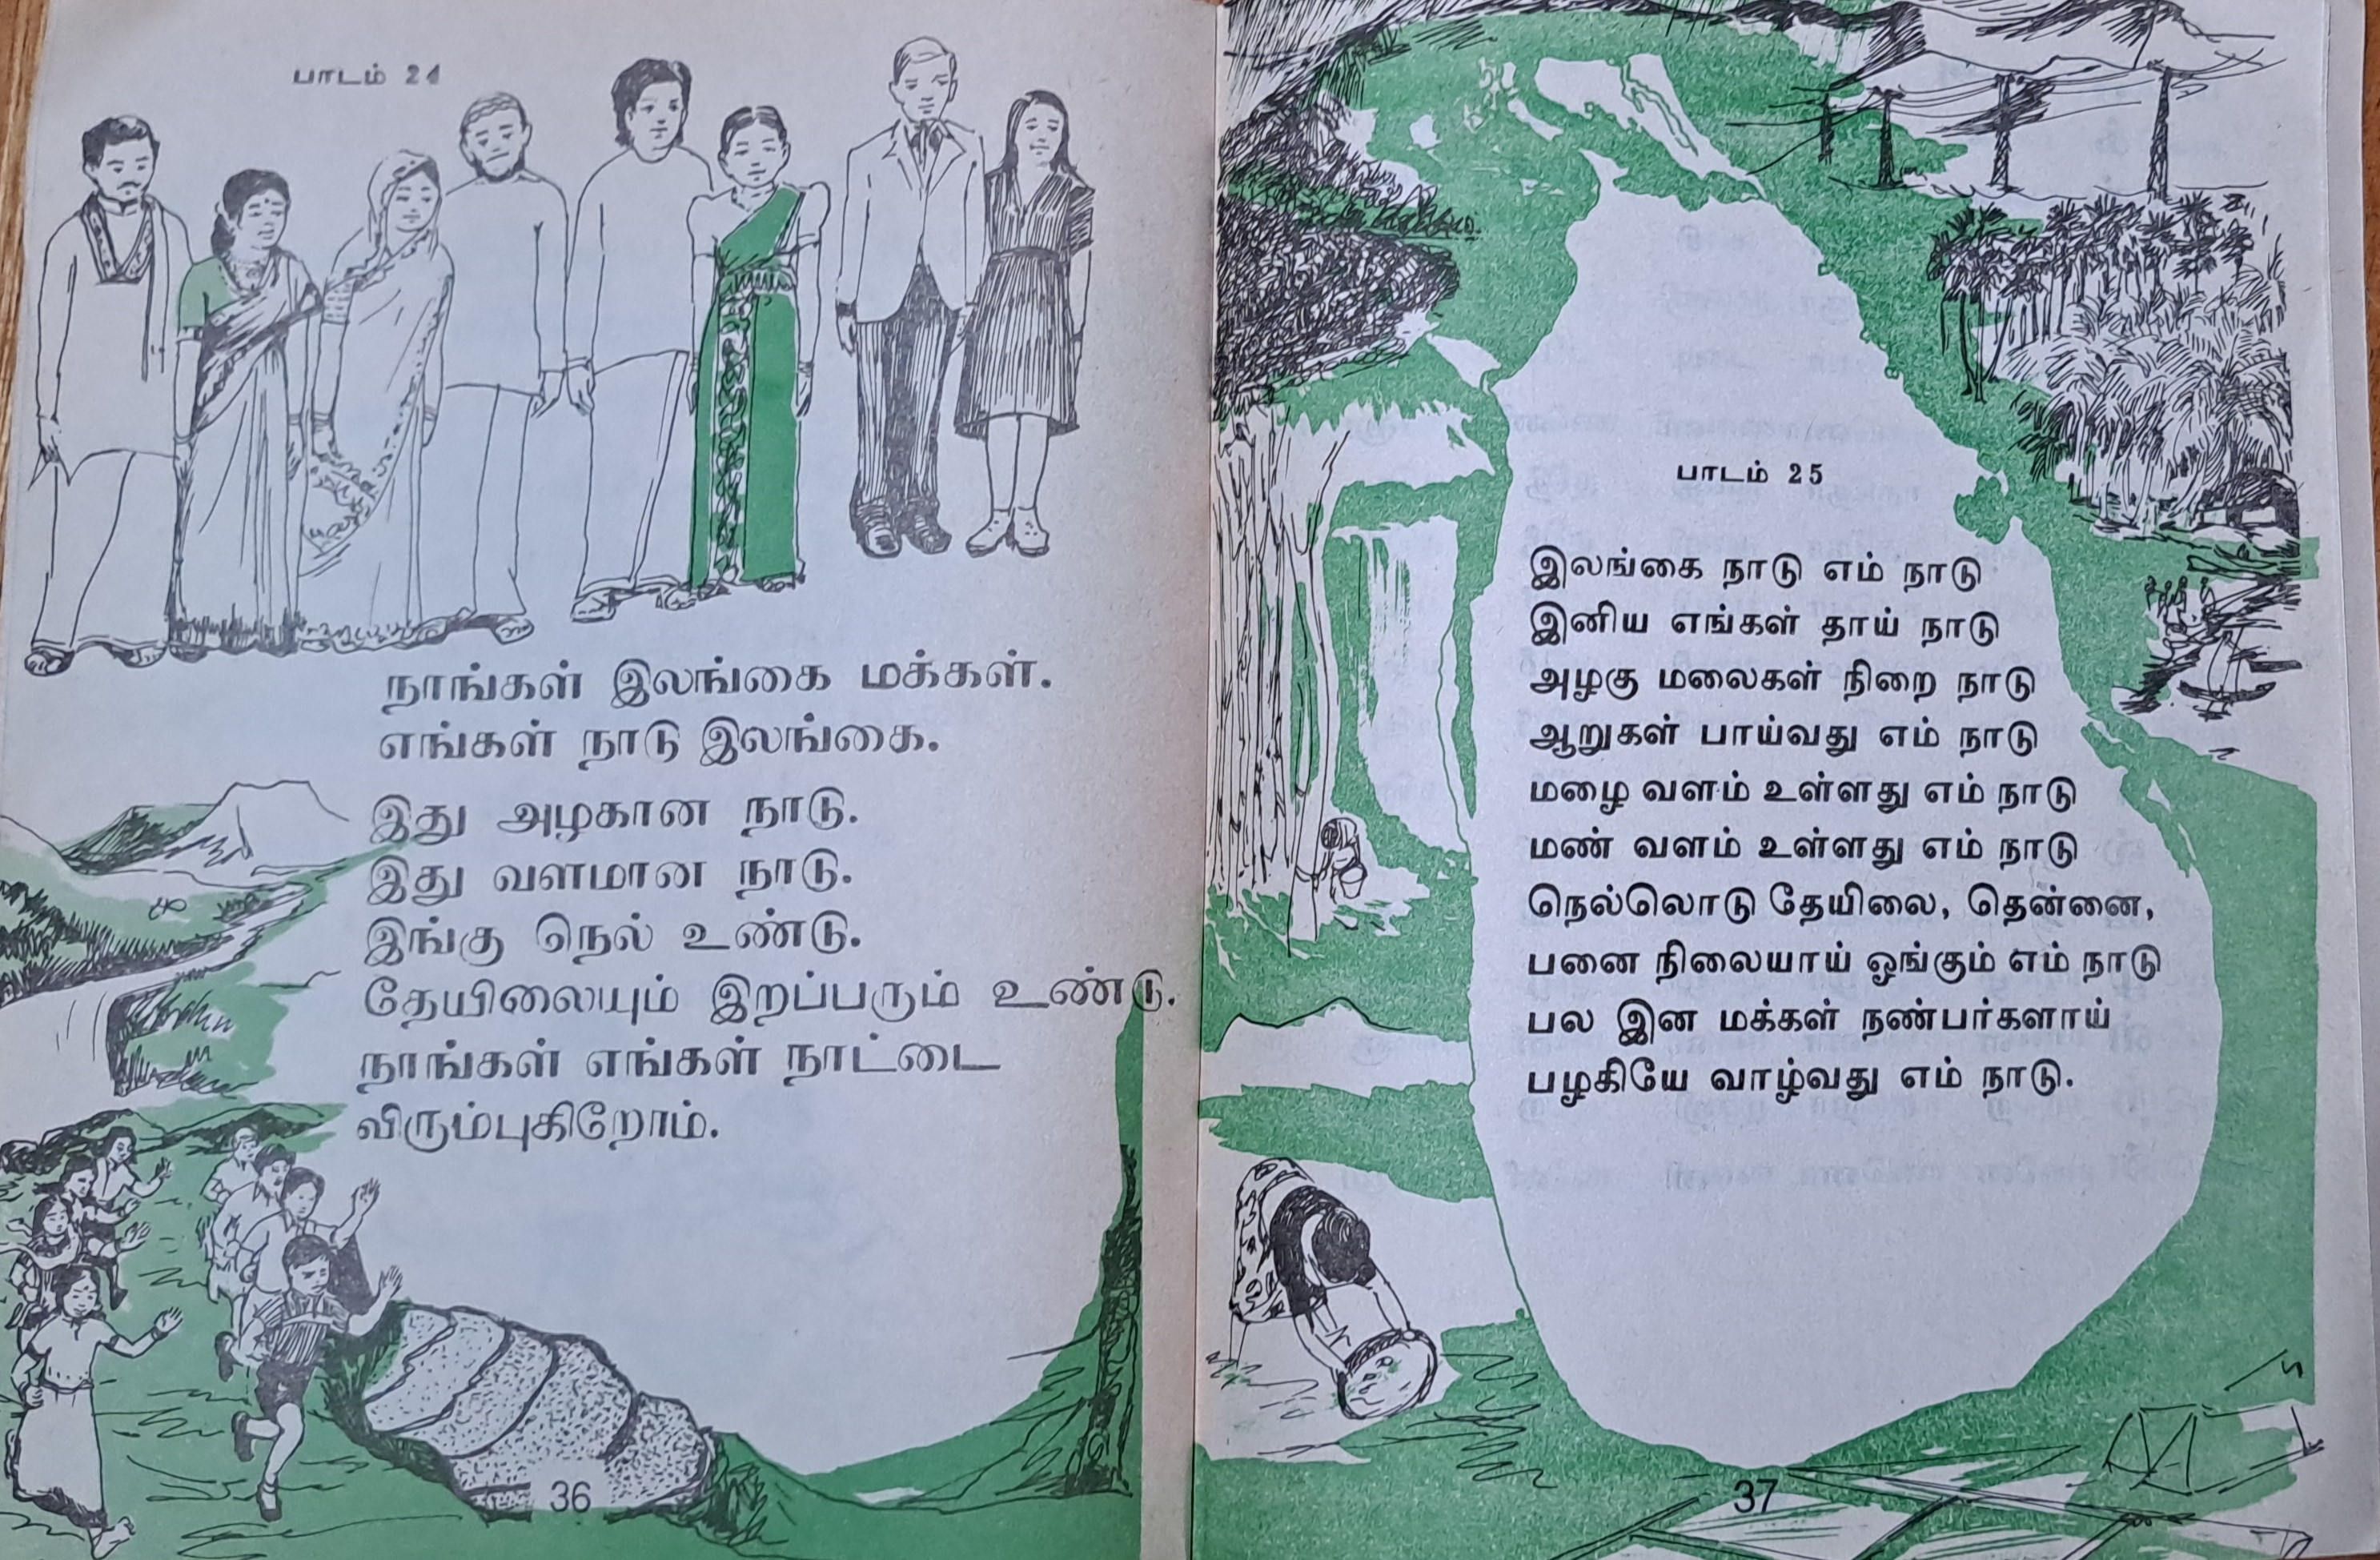 பாடம் 24
நாங்கள் இலங்கை மக்கள்.
எங்கள் நாடு இலங்கை.
இது அழகான நாடு.
இது வளமான நாடு.
இங்கு நெல் உண்டு.
தேயிலையும் இறப்பரும் உண்டு.
நாங்கள் எங்கள் நாட்டை
விரும்புகிறோம்.
36
பாடம் 25
இலங்கை நாடு எம் நாடு
இனிய எங்கள் தாய் நாடு
அழகு மலைகள் நிறை நாடு
ஆறுகள் பாய்வது எம் நாடு
மழை வளம் உள்ளது எம் நாடு
மண் வளம் உள்ளது எம் நாடு
நெல்லொடு தேயிலை, தென்னை,
பனை நிலையாய் ஓங்கும் எம் நாடு
பல இன மக்கள் நண்பர்களாய்
பழகியே வாழ்வது எம் நாடு.
37